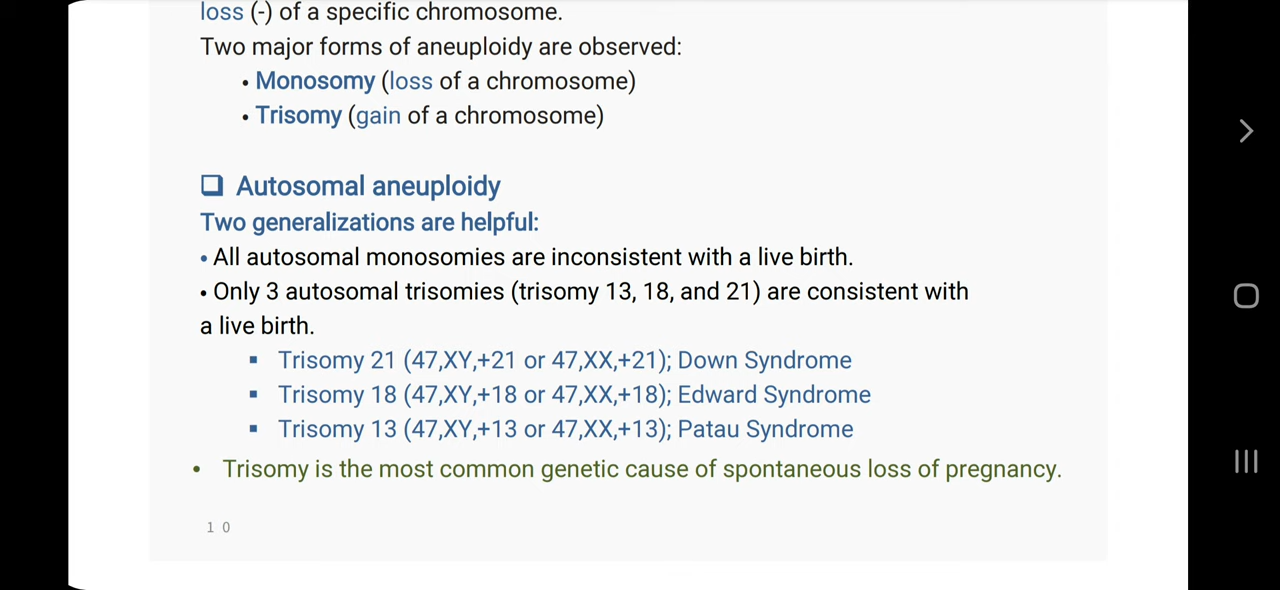 loss (-) of a specific chromosome.
Two major forms of aneuploidy are observed:
• Monosomy (loss of a chromosome)
• Trisomy (gain of a chromosome)
❑ Autosomal aneuploidy
Two generalizations are helpful:
• All autosomal monosomies are inconsistent with a live birth.
• Only 3 autosomal trisomies (trisomy 13, 18, and 21) are consistent with
a live birth.
▪ Trisomy 21 (47,XY,+21 or 47,XX,+21); Down Syndrome
▪ Trisomy 18 (47,XY,+18 or 47,XX,+18); Edward Syndrome
▪ Trisomy 13 (47,XY,+13 or 47,XX,+13); Patau Syndrome
• Trisomy is the most common genetic cause of spontaneous loss of pregnancy.
1 0